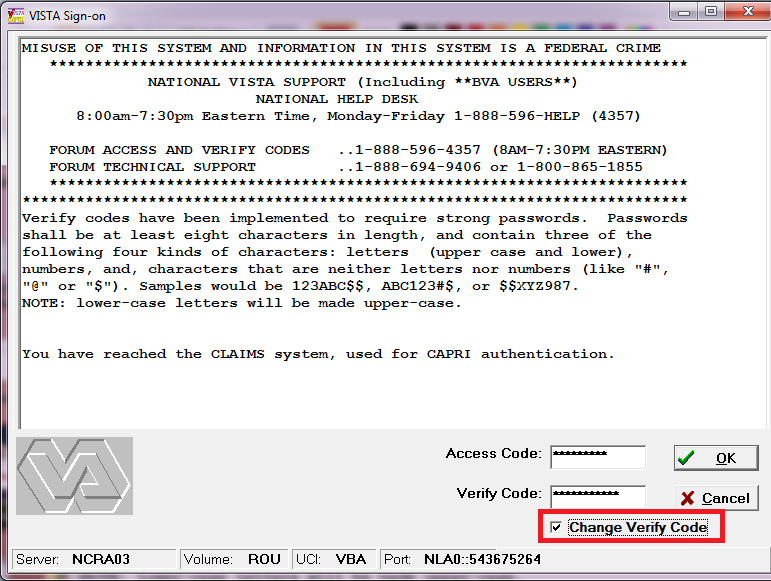 VISTA Sign-on
MISUSE OF THIS SYSTEM AND INFORMATION IN THIS SYSTEM IS A FEDERAL CRIME
***********************************************************************
NATIONAL VISTA SUPPORT (Including **BVA USERS**)
NATIONAL HELP DESK
8:00am-7:30pm Eastern Time, Monday-Friday 1-888-596-HELP (4357)
FORUM ACCESS AND VERIFY CODES ..1-888-596-4357 (8AM-7:30PM EASTERN)
FORUM TECHNICAL SUPPORT ..1-888-694-9406 or 1-800-865-1855
***********************************************************************
**************************************************************************
Verify codes have been implemented to require strong passwords. Passwords
shall be at least eight characters in length, and contain three of the
following four kinds of characters: letters (upper case and lower),
numbers, and, characters that are neither letters nor numbers (like "#",
"@" or "$"). Samples would be 123ABC$$, ABC123#$, or $$XYZ987.
NOTE: lower-case letters will be made upper-case.
You have reached the CLAIMS system, used for CAPRI authentication.
Access Code: *********
OK
Verify Code: ***********
Cancel
Change Verify Code
Server: NCRA03 Volume: ROU UCI: VBA Port: NLA0::543675264